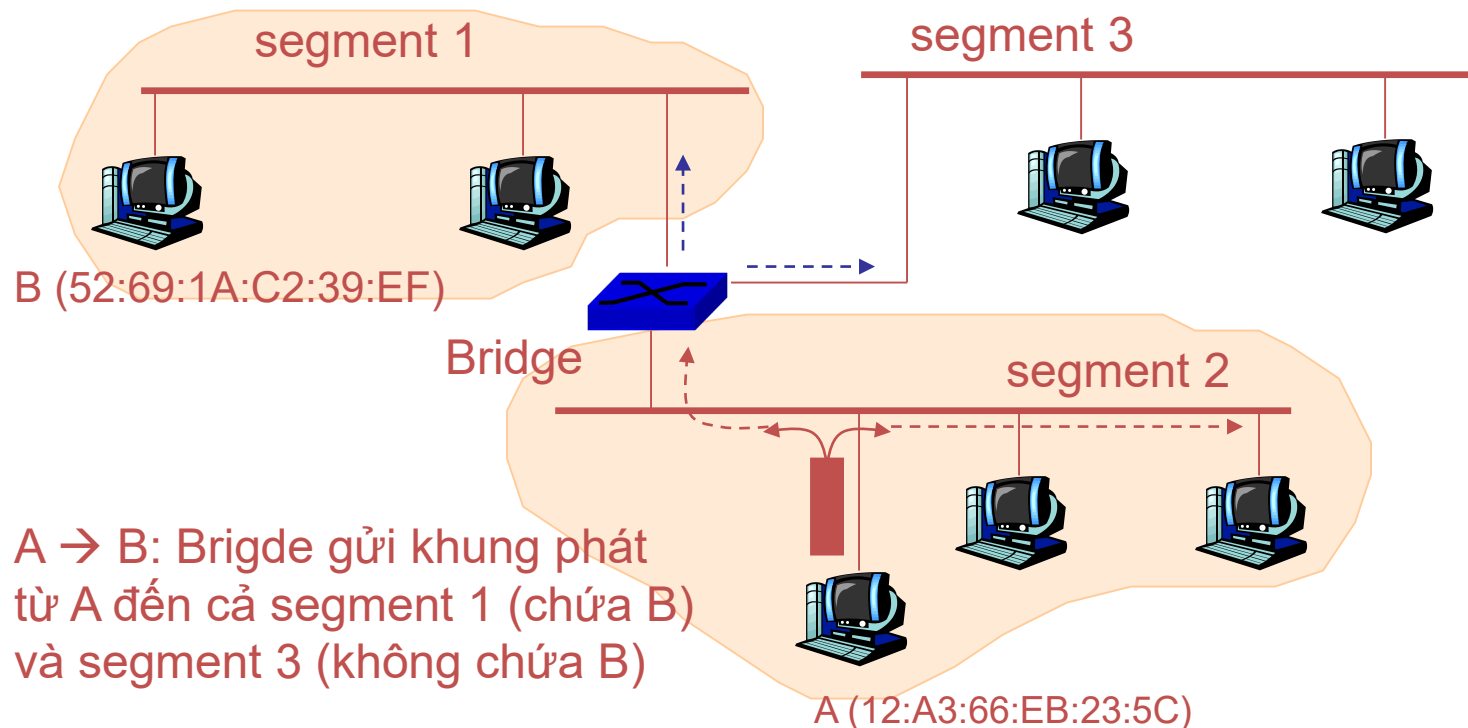 segment 1
segment 3
B (52:69:1A:C2:39:EF)
Bridge
segment 2
A → B: Brigde gửi khung phát
từ A đến cả segment 1 (chứa B)
và segment 3 (không chứa B)
A (12:A3:66:EB:23:5C)